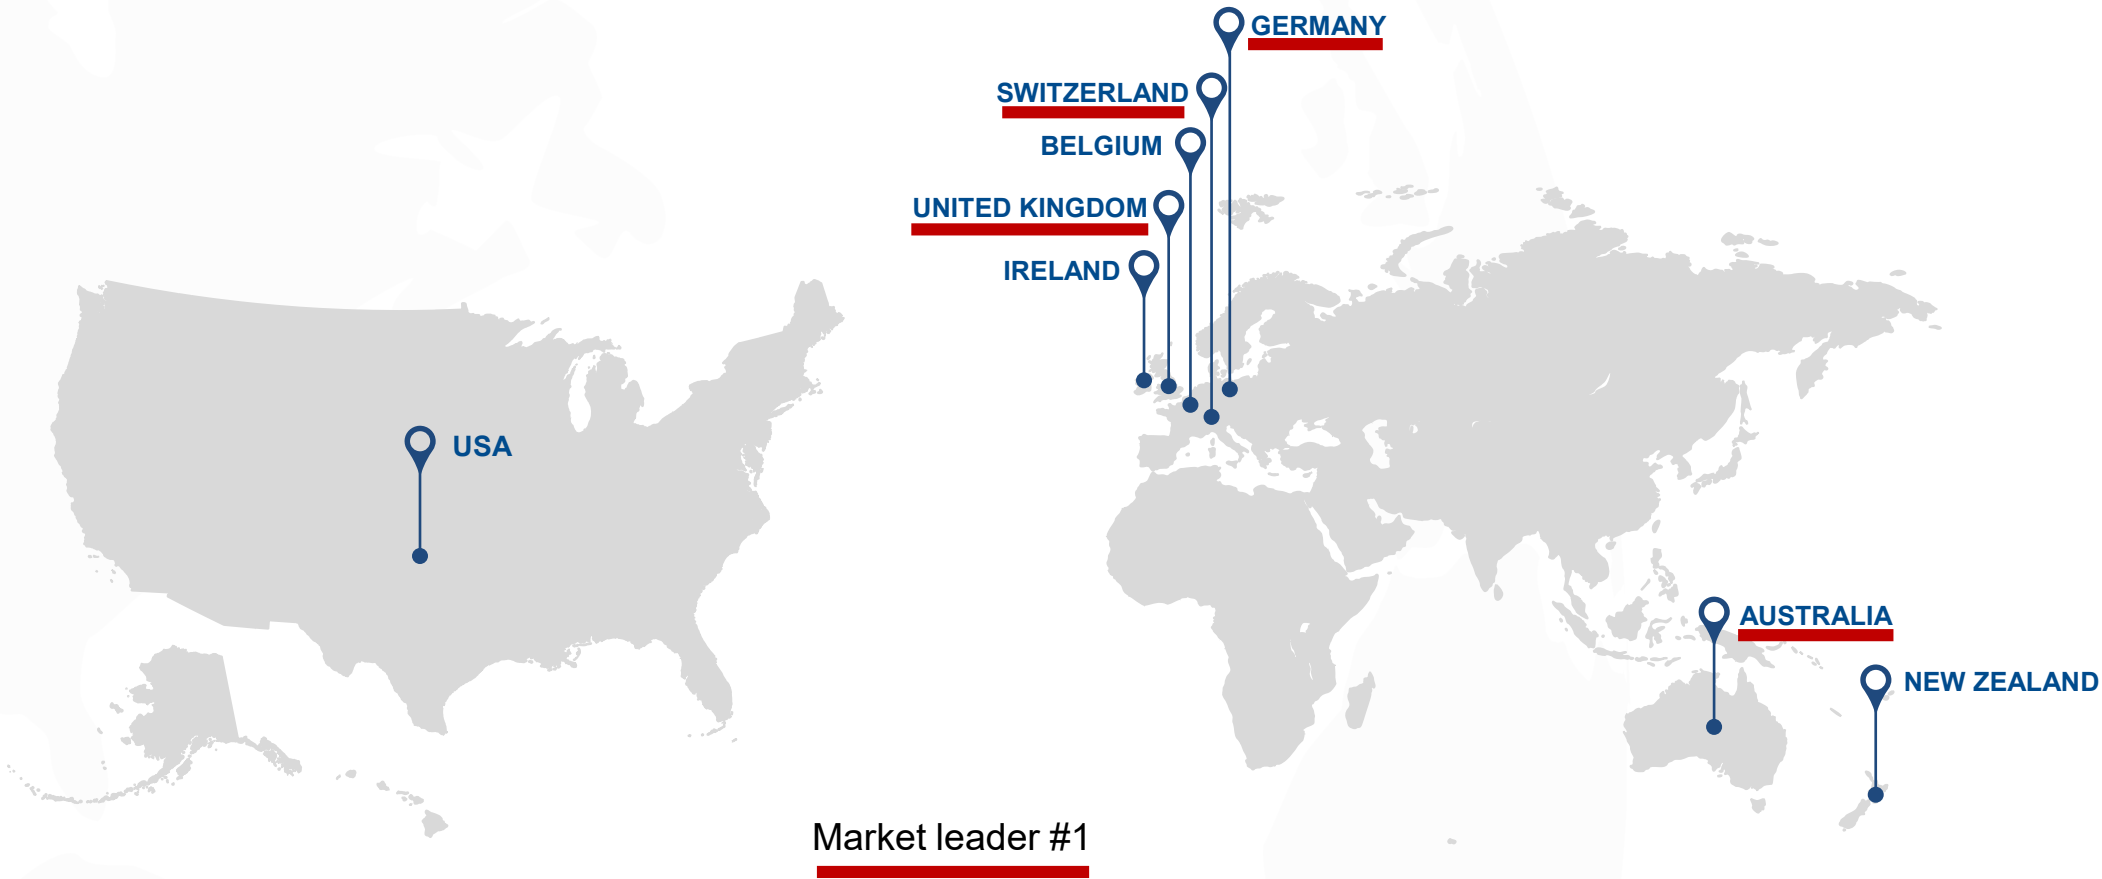 GERMANY
SWITZERLAND
BELGIUM
UNITED KINGDOM
IRELAND
USA
AUSTRALIA
NEW ZEALAND
Market leader #1